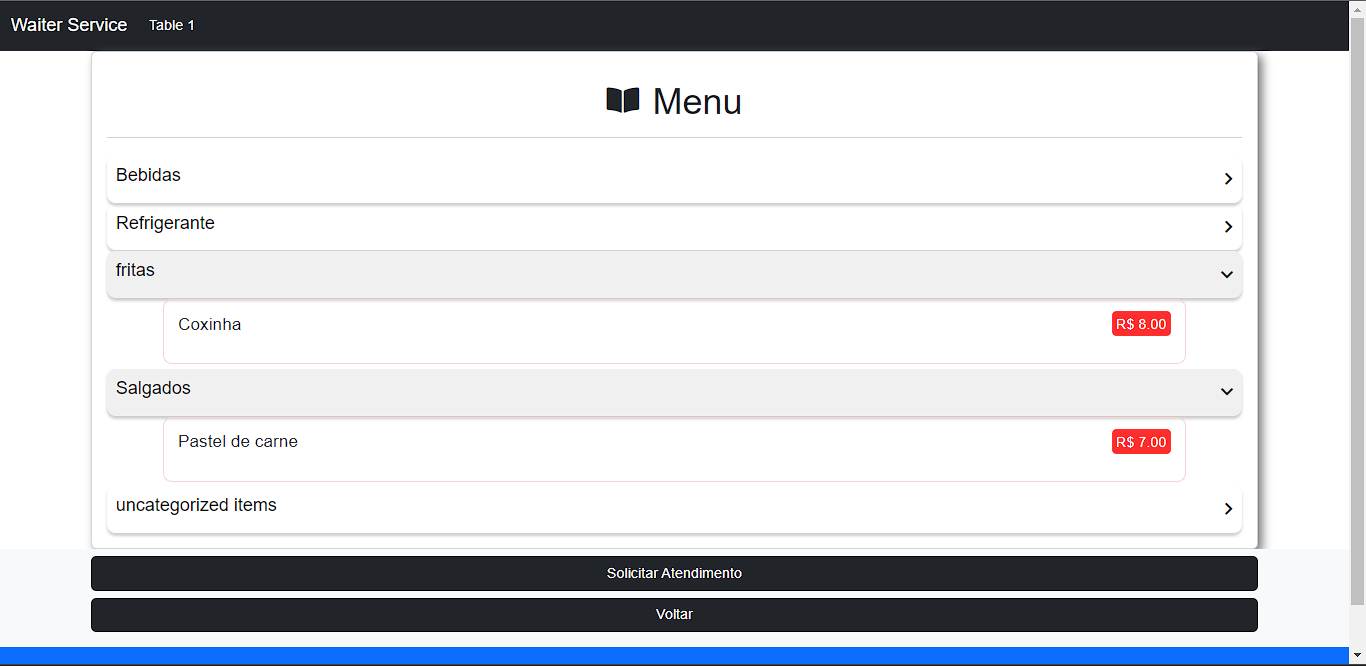 Waiter Service Table 1
Menu
Bebidas
Refrigerante
fritas
Coxinha R$ 8.00
Salgados
Pastel de carne R$ 7.00
uncategorized items
Solicitar Atendimento
Voltar